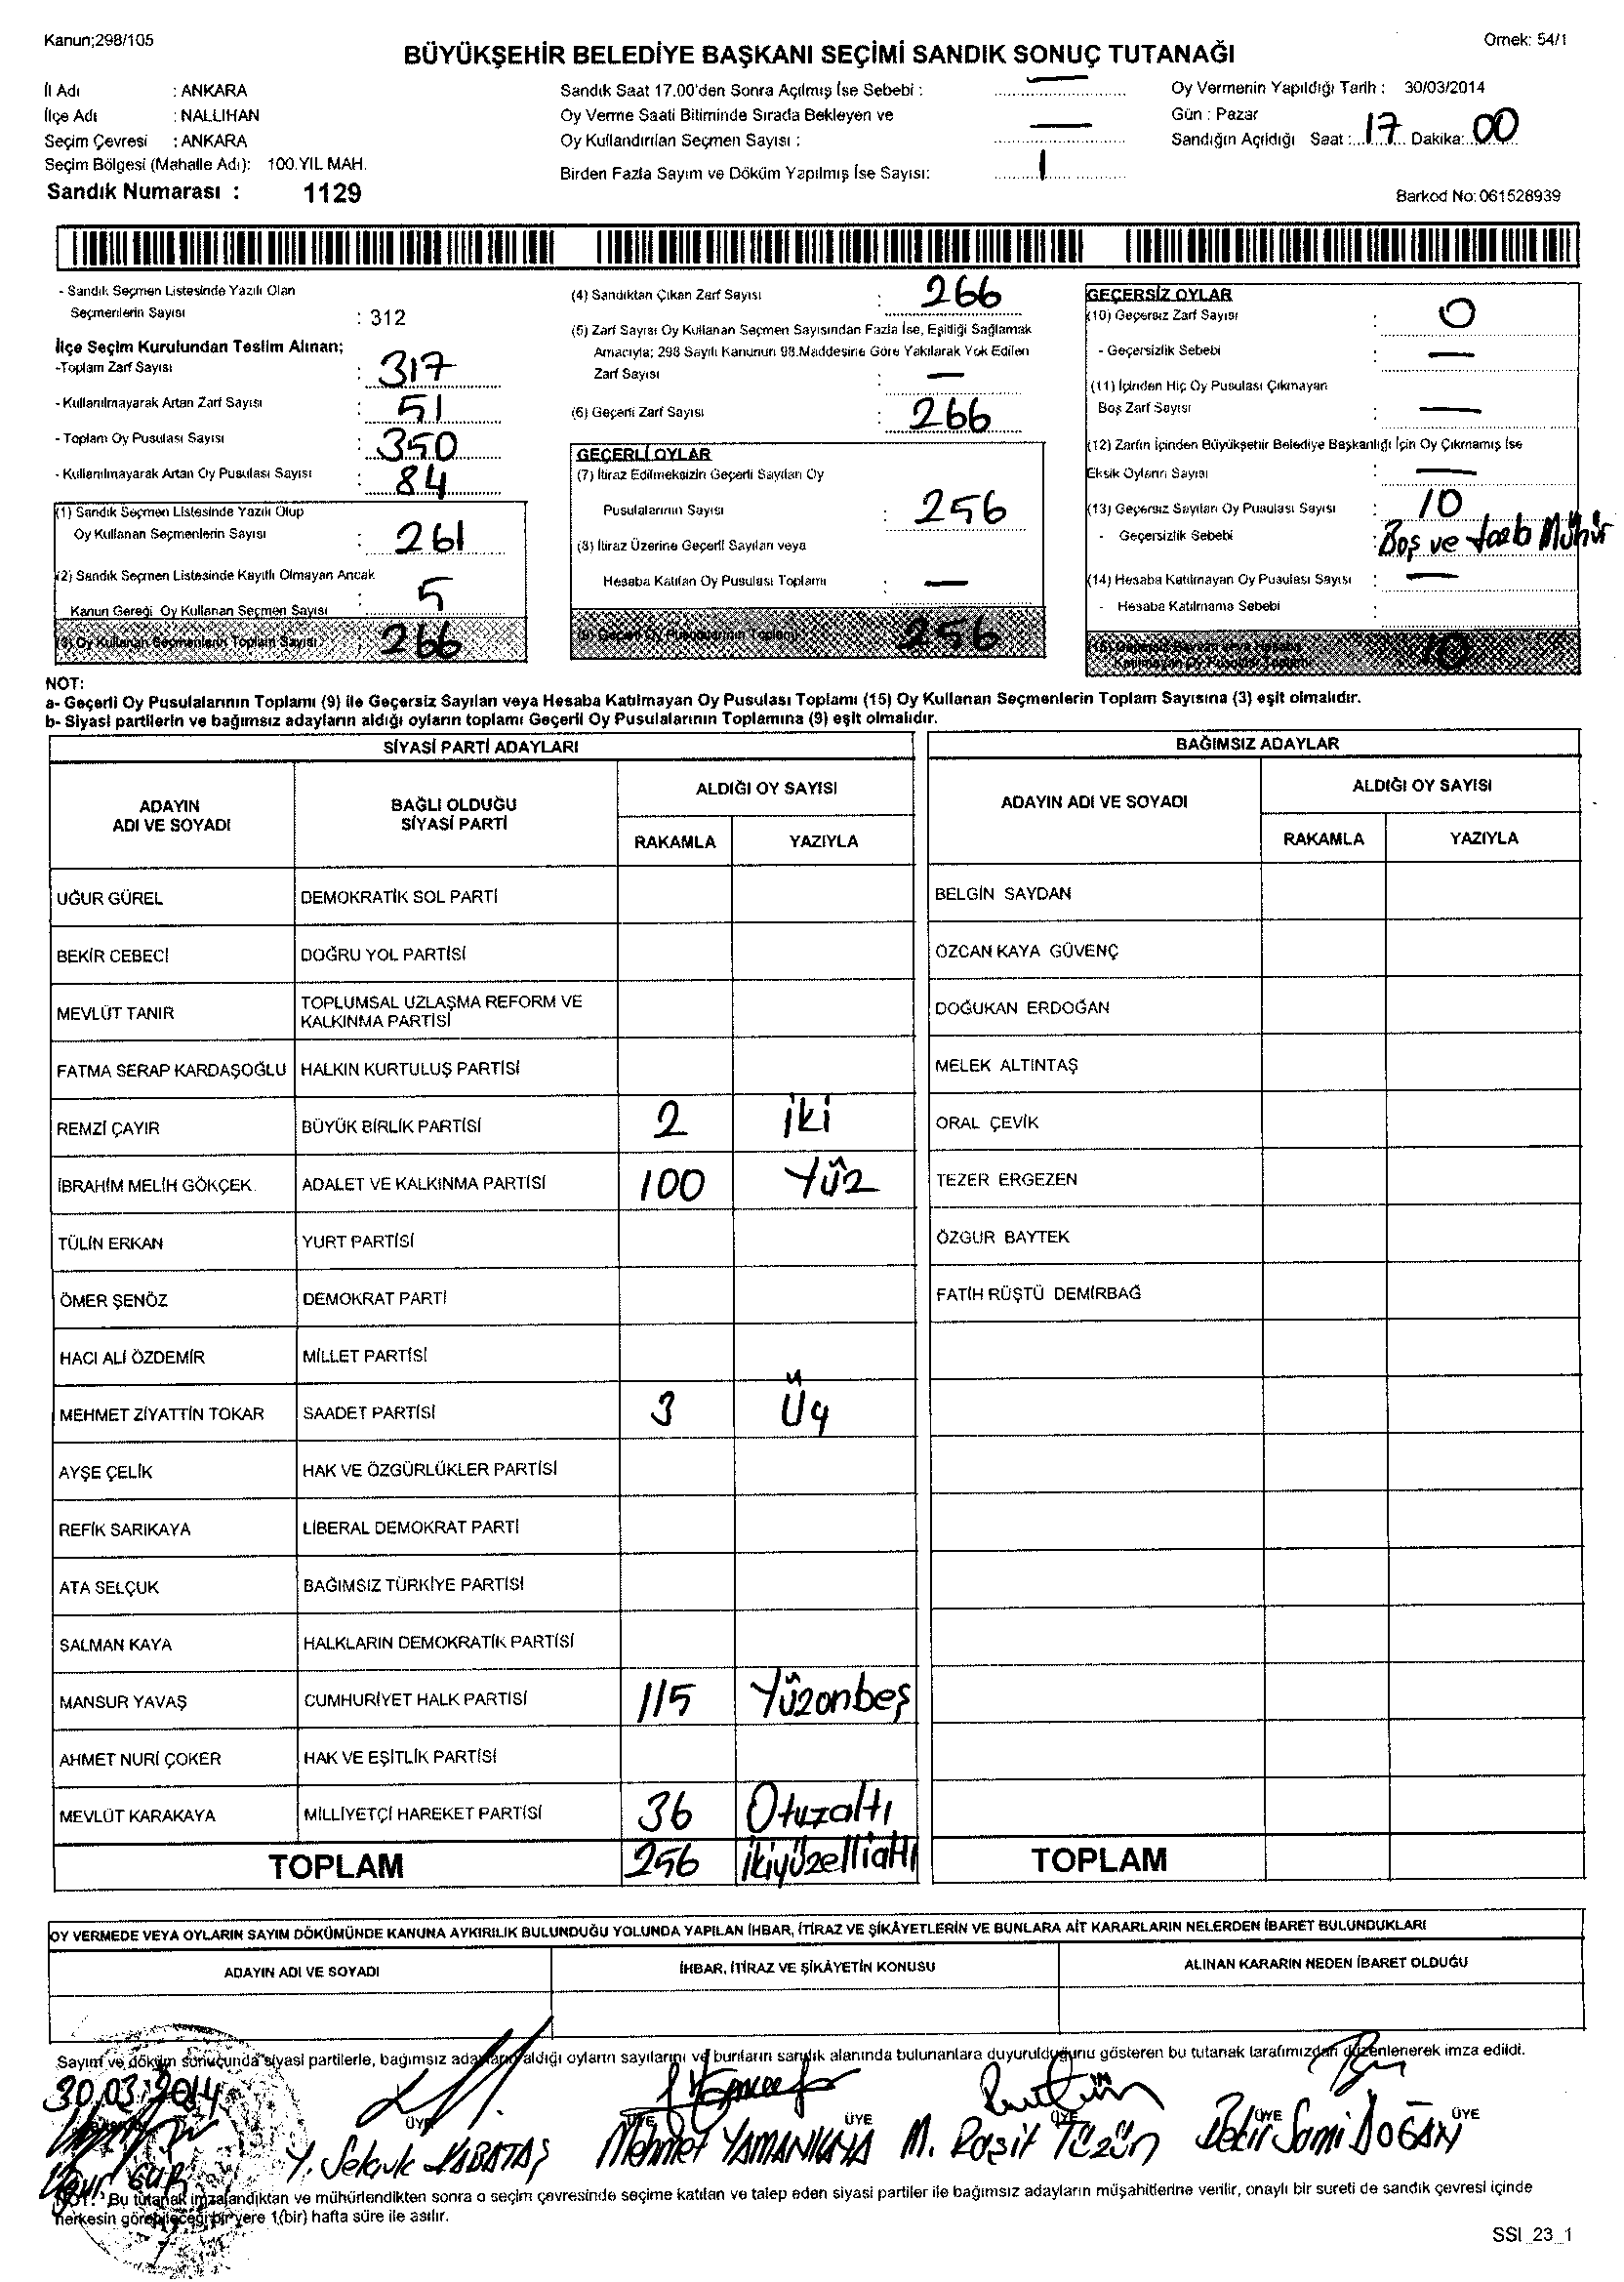 Kanun;298/105
Örnek: 54/1
BÜYÜKŞEHİR BELEDİYE BAŞKANI SEÇİMİ SANDIK SONUÇ TUTANAĞI
İl Adı : ANKARA
İlçe Adı : NALLIHAN
Seçim Çevresi : ANKARA
Seçim Bölgesi (Mahalle Adı): 100.YIL MAH.
Sandık Numarası : 1129
Sandık Saat 17.00'den Sonra Açılmış İse Sebebi : —
Oy Verme Saati Bitiminde Sırada Bekleyen ve
Oy Kullandırılan Seçmen Sayısı : —
Birden Fazla Sayım ve Döküm Yapılmış İse Sayısı: 1
Oy Vermenin Yapıldığı Tarih : 30/03/2014
Gün : Pazar
Sandığın Açıldığı Saat : 17 Dakika: 00
Barkod No:061528939
- Sandık Seçmen Listesinde Yazılı Olan
Seçmenlerin Sayısı : 312
İlçe Seçim Kurulundan Teslim Alınan;
-Toplam Zarf Sayısı : 317
- Kullanılmayarak Artan Zarf Sayısı : 51
- Toplam Oy Pusulası Sayısı : 350
- Kullanılmayarak Artan Oy Pusulası Sayısı : 84
(1) Sandık Seçmen Listesinde Yazılı Olup
Oy Kullanan Seçmenlerin Sayısı : 261
(2) Sandık Seçmen Listesinde Kayıtlı Olmayan Ancak
Kanun Gereği Oy Kullanan Seçmen Sayısı : 5
(3) Oy Kullanan Seçmenlerin Toplam Sayısı : 266
(4) Sandıktan Çıkan Zarf Sayısı : 266
(5) Zarf Sayısı Oy Kullanan Seçmen Sayısından Fazla İse, Eşitliği Sağlamak
Amacıyla; 298 Sayılı Kanunun 98.Maddesine Göre Yakılarak Yok Edilen
Zarf Sayısı : —
(6) Geçerli Zarf Sayısı : 266
GEÇERLİ OYLAR
(7) İtiraz Edilmeksizin Geçerli Sayılan Oy
Pusulalarının Sayısı : 256
(8) İtiraz Üzerine Geçerli Sayılan veya
Hesaba Katılan Oy Pusulası Toplamı : —
(9) Geçerli Oy Pusulalarının Toplamı 256
GEÇERSİZ OYLAR
(10) Geçersiz Zarf Sayısı : 0
- Geçersizlik Sebebi : —
(11) İçinden Hiç Oy Pusulası Çıkmayan
Boş Zarf Sayısı : —
(12) Zarfın İçinden Büyükşehir Belediye Başkanlığı İçin Oy Çıkmamış İse
Eksik Oyların Sayısı : —
(13) Geçersiz Sayılan Oy Pusulası Sayısı : 10
- Geçersizlik Sebebi : Boş ve fazla Mühür
(14) Hesaba Katılmayan Oy Pusulası Sayısı : —
- Hesaba Katılmama Sebebi :
(15) Geçersiz Sayılan veya Hesaba
Katılmayan Oy Pusulası Toplamı 10
NOT:
a- Geçerli Oy Pusulalarının Toplamı (9) ile Geçersiz Sayılan veya Hesaba Katılmayan Oy Pusulası Toplamı (15) Oy Kullanan Seçmenlerin Toplam Sayısına (3) eşit olmalıdır.
b- Siyasi partilerin ve bağımsız adayların aldığı oyların toplamı Geçerli Oy Pusulalarının Toplamına (9) eşit olmalıdır.
SİYASİ PARTİ ADAYLARI
ADAYIN ADI VE SOYADI BAĞLI OLDUĞU SİYASİ PARTİ ALDIĞI OY SAYISI
RAKAMLA YAZIYLA
UĞUR GÜREL DEMOKRATİK SOL PARTİ
BEKİR CEBECİ DOĞRU YOL PARTİSİ
MEVLÜT TANIR TOPLUMSAL UZLAŞMA REFORM VE KALKINMA PARTİSİ
FATMA SERAP KARDAŞOĞLU HALKIN KURTULUŞ PARTİSİ
REMZİ ÇAYIR BÜYÜK BİRLİK PARTİSİ 2 iki
İBRAHİM MELİH GÖKÇEK ADALET VE KALKINMA PARTİSİ 100 Yüz
TÜLİN ERKAN YURT PARTİSİ
ÖMER ŞENÖZ DEMOKRAT PARTİ
HACI ALİ ÖZDEMİR MİLLET PARTİSİ
MEHMET ZİYATTİN TOKAR SAADET PARTİSİ 3 Üç
AYŞE ÇELİK HAK VE ÖZGÜRLÜKLER PARTİSİ
REFİK SARIKAYA LİBERAL DEMOKRAT PARTİ
ATA SELÇUK BAĞIMSIZ TÜRKİYE PARTİSİ
SALMAN KAYA HALKLARIN DEMOKRATİK PARTİSİ
MANSUR YAVAŞ CUMHURİYET HALK PARTİSİ 115 Yüzonbeş
AHMET NURİ ÇOKER HAK VE EŞİTLİK PARTİSİ
MEVLÜT KARAKAYA MİLLİYETÇİ HAREKET PARTİSİ 36 Otuzaltı
TOPLAM 256 ikiyüzellialtı
BAĞIMSIZ ADAYLAR
ADAYIN ADI VE SOYADI ALDIĞI OY SAYISI
RAKAMLA YAZIYLA
BELGİN SAYDAN
ÖZCAN KAYA GÜVENÇ
DOĞUKAN ERDOĞAN
MELEK ALTINTAŞ
ORAL ÇEVİK
TEZER ERGEZEN
ÖZGÜR BAYTEK
FATİH RÜŞTÜ DEMİRBAĞ
TOPLAM
OY VERMEDE VEYA OYLARIN SAYIM DÖKÜMÜNDE KANUNA AYKIRILIK BULUNDUĞU YOLUNDA YAPILAN İHBAR, İTİRAZ VE ŞİKÂYETLERİN VE BUNLARA AİT KARARLARIN NELERDEN İBARET BULUNDUKLARI
ADAYIN ADI VE SOYADI İHBAR, İTİRAZ VE ŞİKÂYETİN KONUSU ALINAN KARARIN NEDEN İBARET OLDUĞU
Sayım ve döküm sonucunda siyasi partilerle, bağımsız adayların aldığı oyların sayılarını ve bunların sandık alanında bulunanlara duyurulduğunu gösteren bu tutanak tarafımızdan düzenlenerek imza edildi.
30.03.2014
ÜYE ÜYE ÜYE ÜYE ÜYE ÜYE
Uğur GÜR Y. Selçuk KABATAŞ Mehmet YAMANKAYA M. Raşit TÜZÜN Bekir Sami DOĞAN
NOT: Bu tutanak imzalandıktan ve mühürlendikten sonra o seçim çevresinde seçime katılan ve talep eden siyasi partiler ile bağımsız adayların müşahitlerine verilir, onaylı bir sureti de sandık çevresi içinde
herkesin görebileceği bir yere 1(bir) hafta süre ile asılır.
SSI_23_1